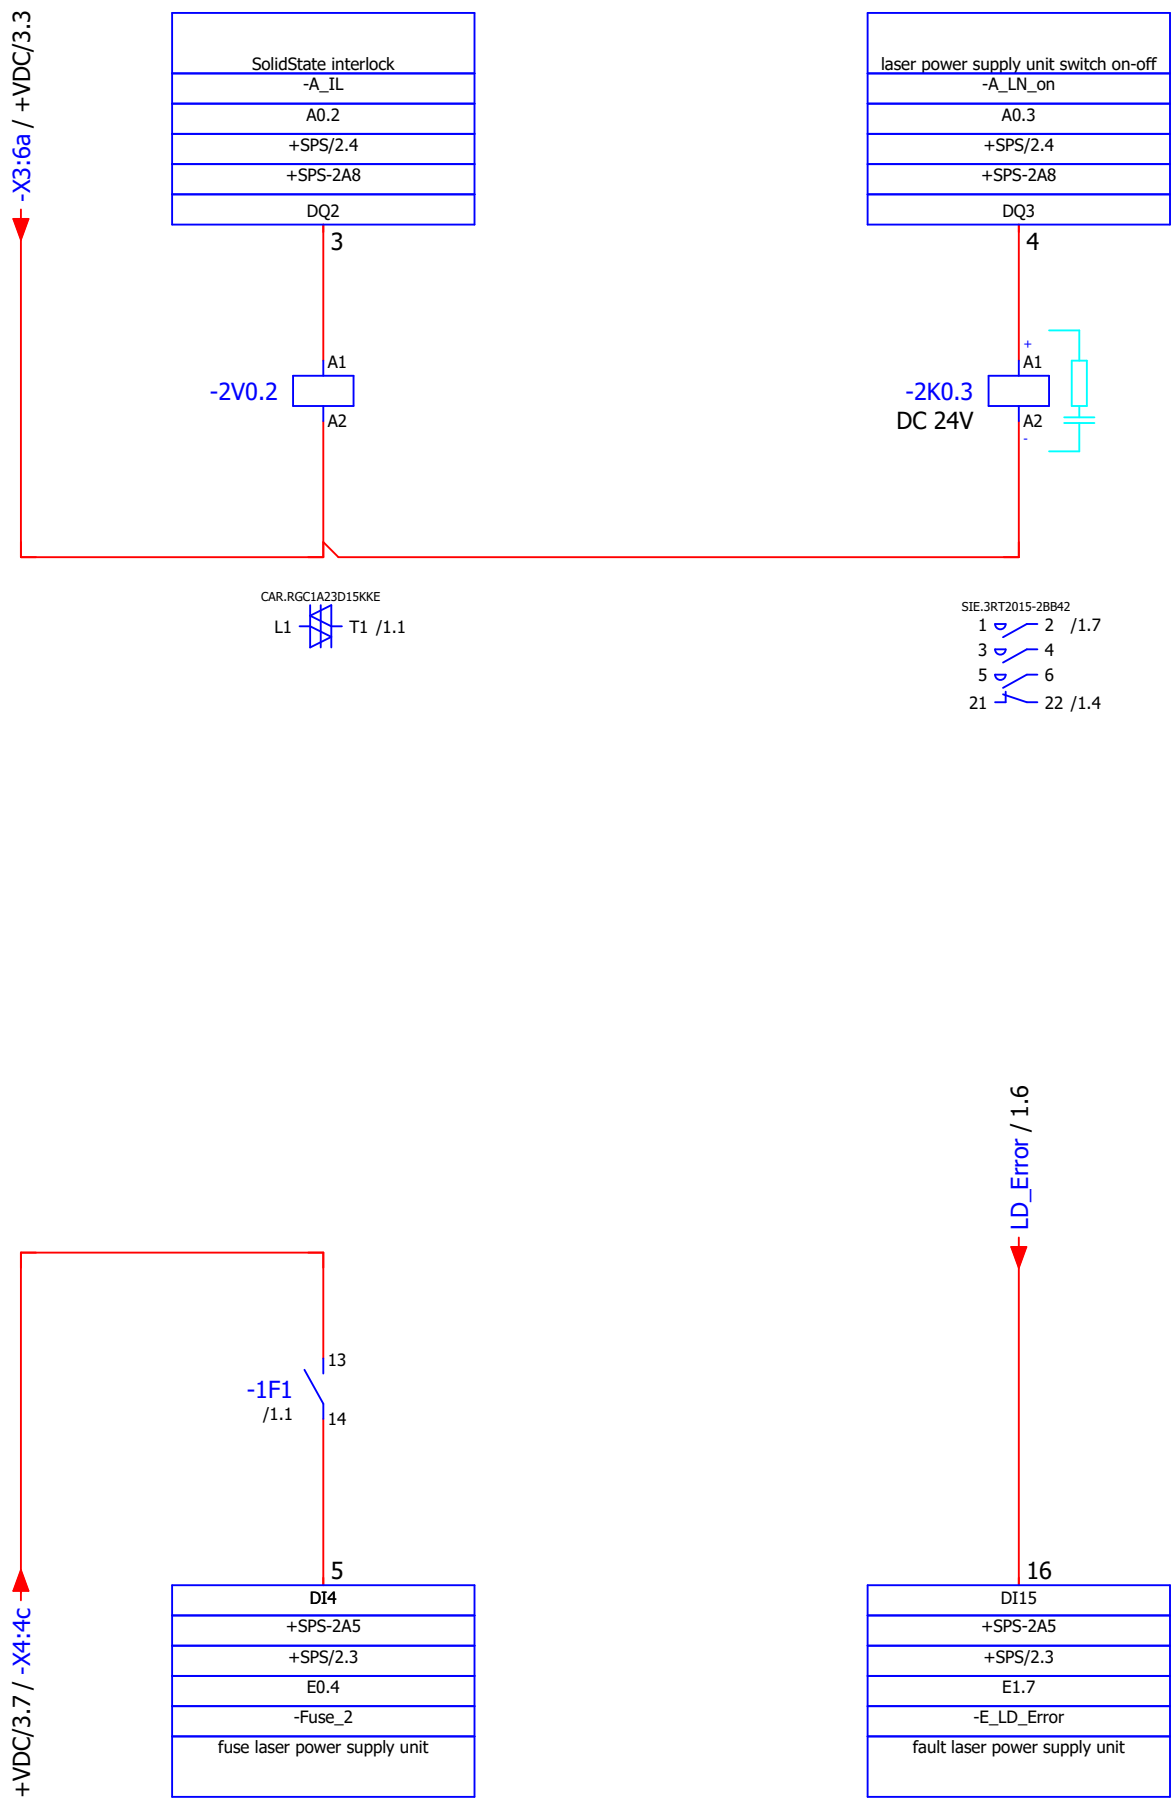 -X3:6a / +VDC/3.3
SolidState interlock
-A_IL
A0.2
+SPS/2.4
+SPS-2A8
DQ2
3
laser power supply unit switch on-off
-A_LN_on
A0.3
+SPS/2.4
+SPS-2A8
DQ3
4
A1
-2V0.2
A2
+
A1
-2K0.3
DC 24V
A2
-
CAR.RGC1A23D15KKE
L1 T1 /1.1
SIE.3RT2015-2BB42
1 2 /1.7
3 4
5 6
21 22 /1.4
LD_Error / 1.6
13
-1F1
/1.1
14
+VDC/3.7 / -X4:4c
5
DI4
+SPS-2A5
+SPS/2.3
E0.4
-Fuse_2
fuse laser power supply unit
16
DI15
+SPS-2A5
+SPS/2.3
E1.7
-E_LD_Error
fault laser power supply unit